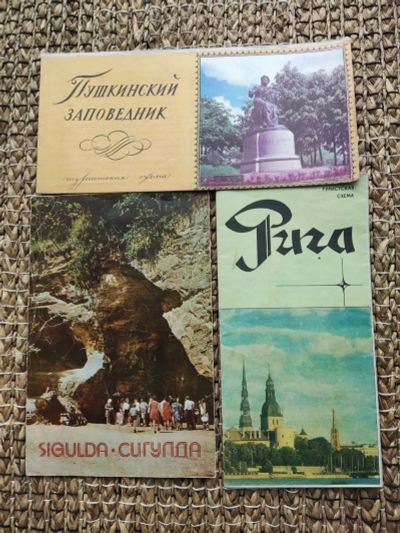 Пушкинский
заповедник
туристская схема
ТУРИСТСКАЯ
СХЕМА
Рига
SIGULDA · СИГУЛДА